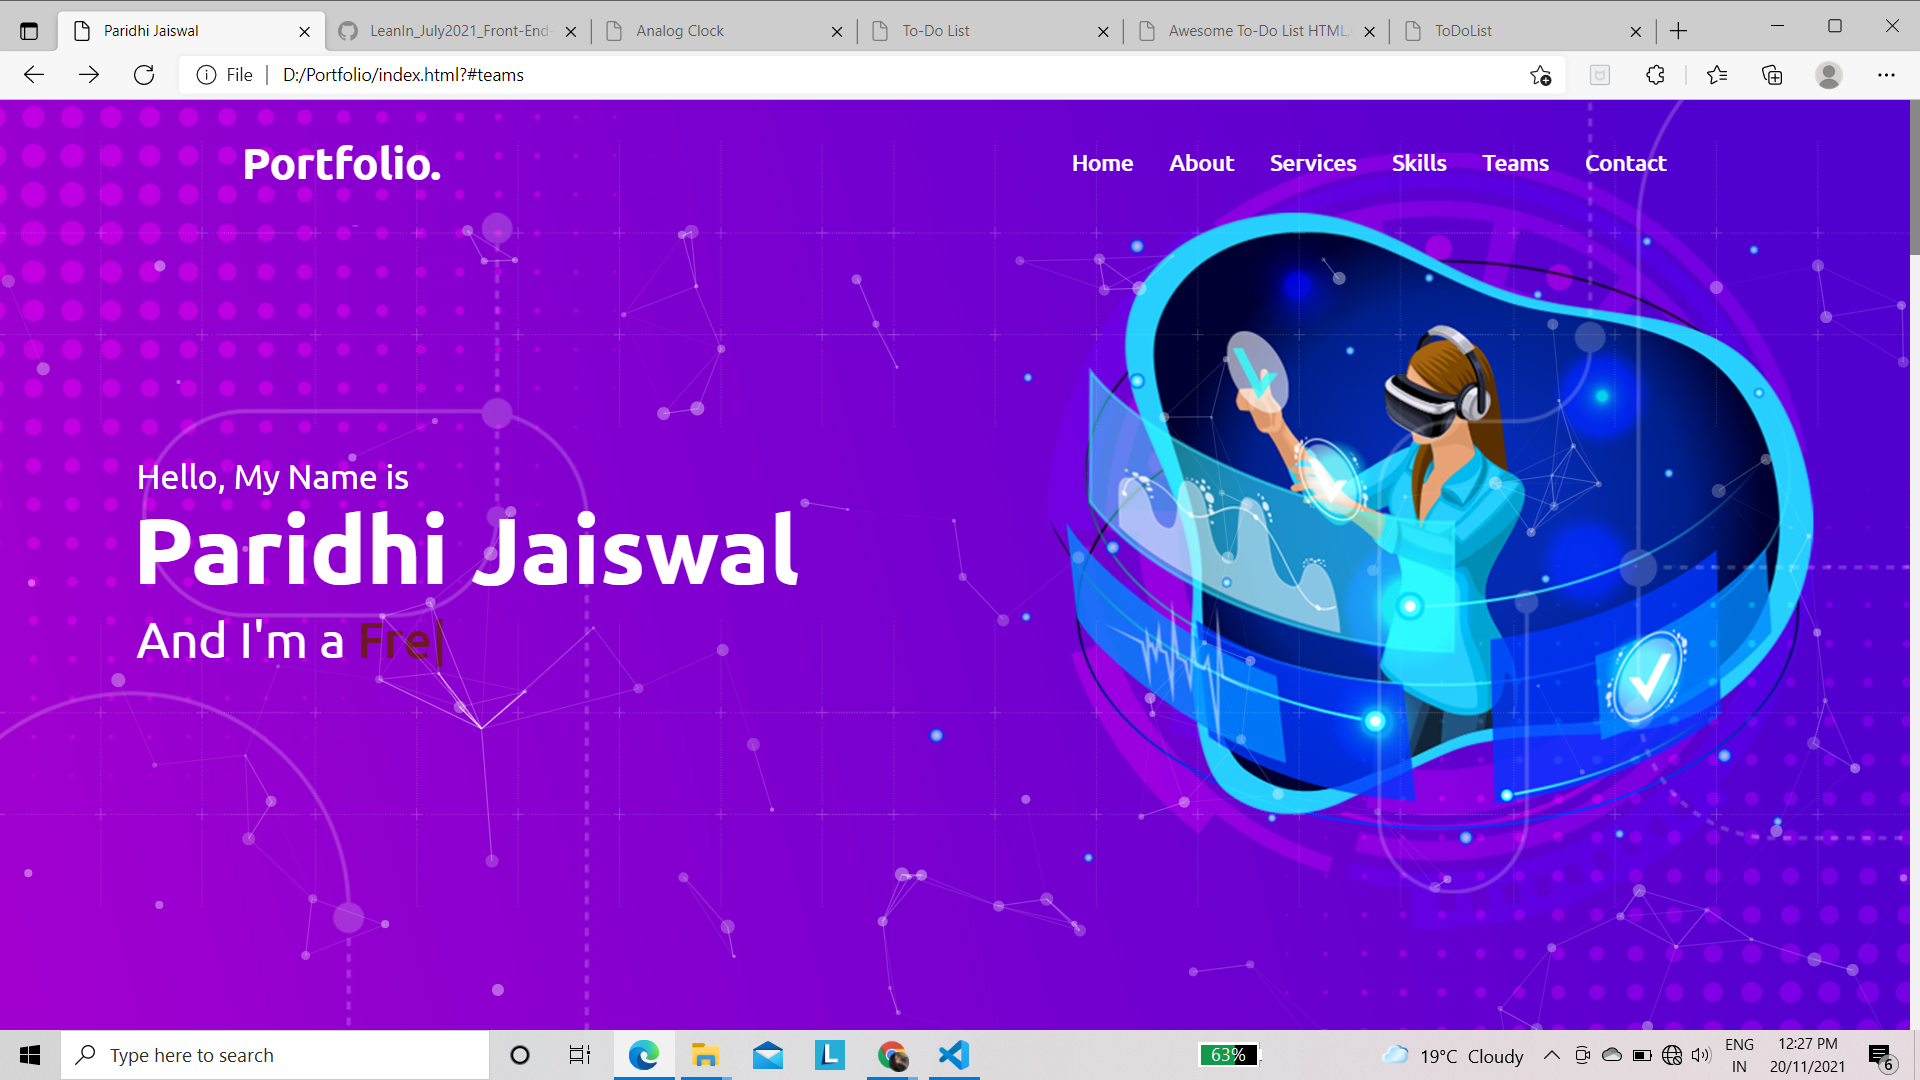 Paridhi Jaiswal
LeanIn_July2021_Front-End-
Analog Clock
To-Do List
Awesome To-Do List HTML,
ToDoList
File
D:/Portfolio/index.html?#teams
Portfolio.
Home About Services Skills Teams Contact
Hello, My Name is
Paridhi Jaiswal
And I'm a Fre|
Type here to search
L
63%
19°C Cloudy
ENG
IN
12:27 PM
20/11/2021
6